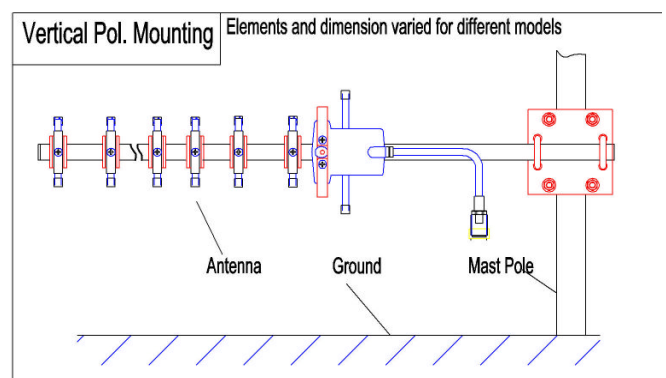 Vertical Pol. Mounting
Elements and dimension varied for different models
Antenna
Ground
Mast Pole